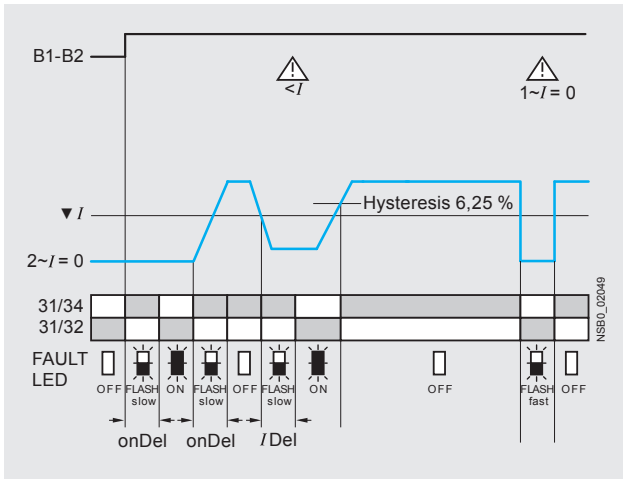 B1-B2
<I
1~I = 0
Hysteresis 6,25 %
▼ I
2~I = 0
31/34
31/32
NSB0_02049
FAULT
LED
OFF FLASH slow ON FLASH slow OFF FLASH slow ON OFF FLASH fast OFF
onDel onDel I Del